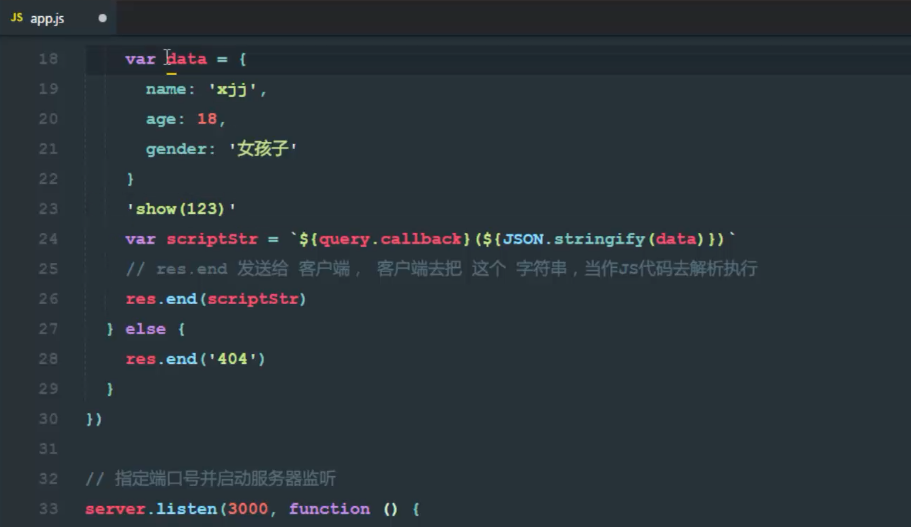 JS app.js
18 var data = {
19 name: 'xjj',
20 age: 18,
21 gender: '女孩子'
22 }
23 'show(123)'
24 var scriptStr = `${query.callback}(${JSON.stringify(data)})`
25 // res.end 发送给 客户端， 客户端去把 这个 字符串，当作JS代码去解析执行
26 res.end(scriptStr)
27 } else {
28 res.end('404')
29 }
30 })
31
32 // 指定端口号并启动服务器监听
33 server.listen(3000, function () {